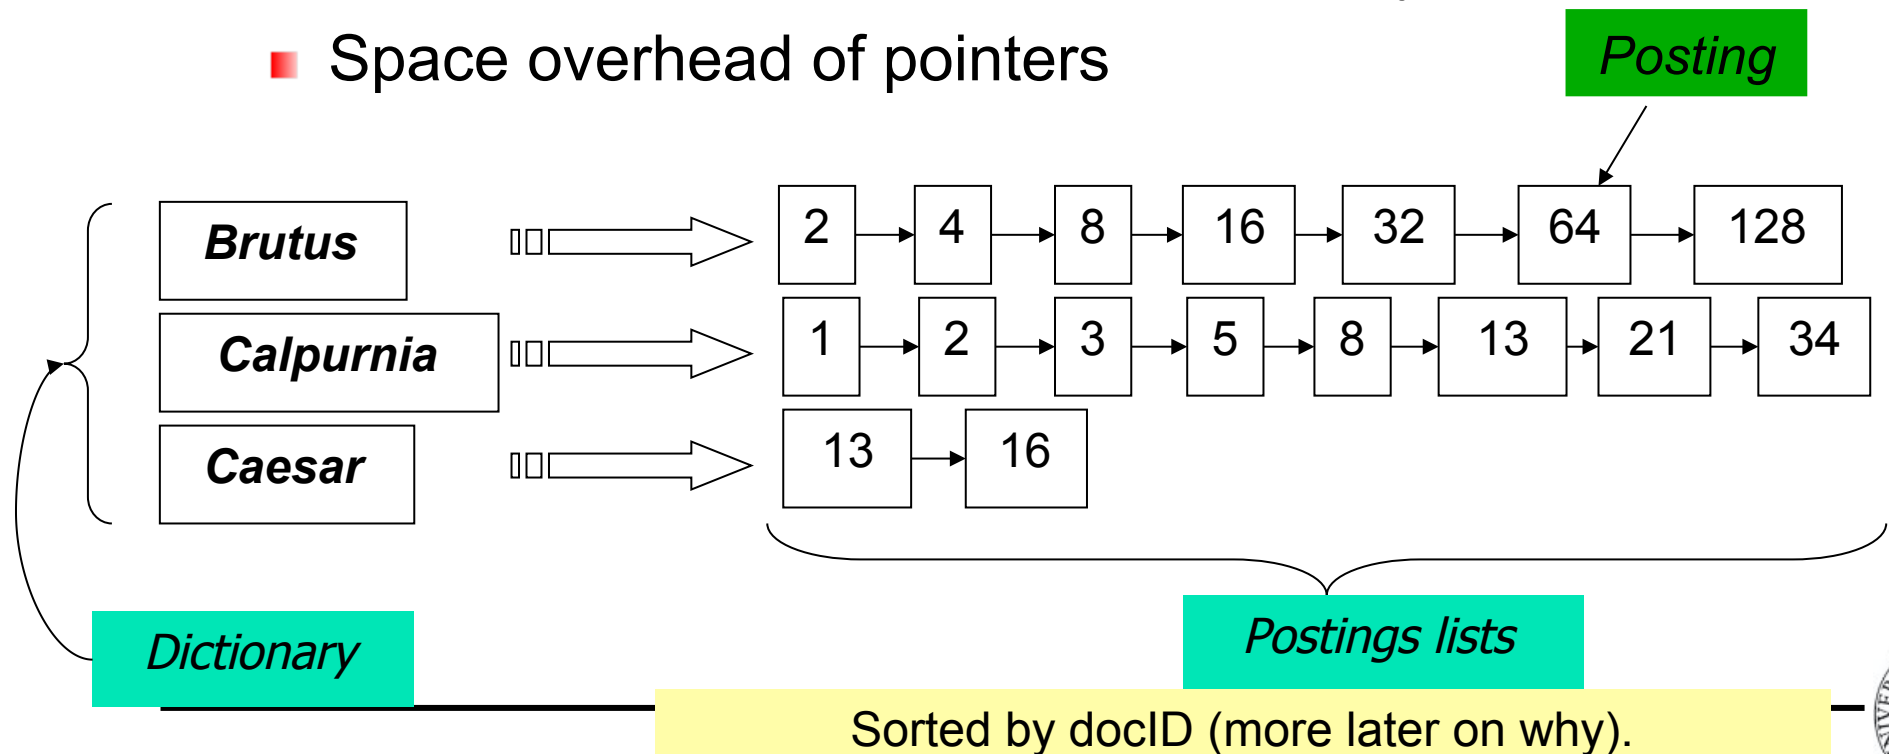 Space overhead of pointers
Posting
Brutus 2 4 8 16 32 64 128
Calpurnia 1 2 3 5 8 13 21 34
Caesar 13 16
Dictionary
Postings lists
Sorted by docID (more later on why).